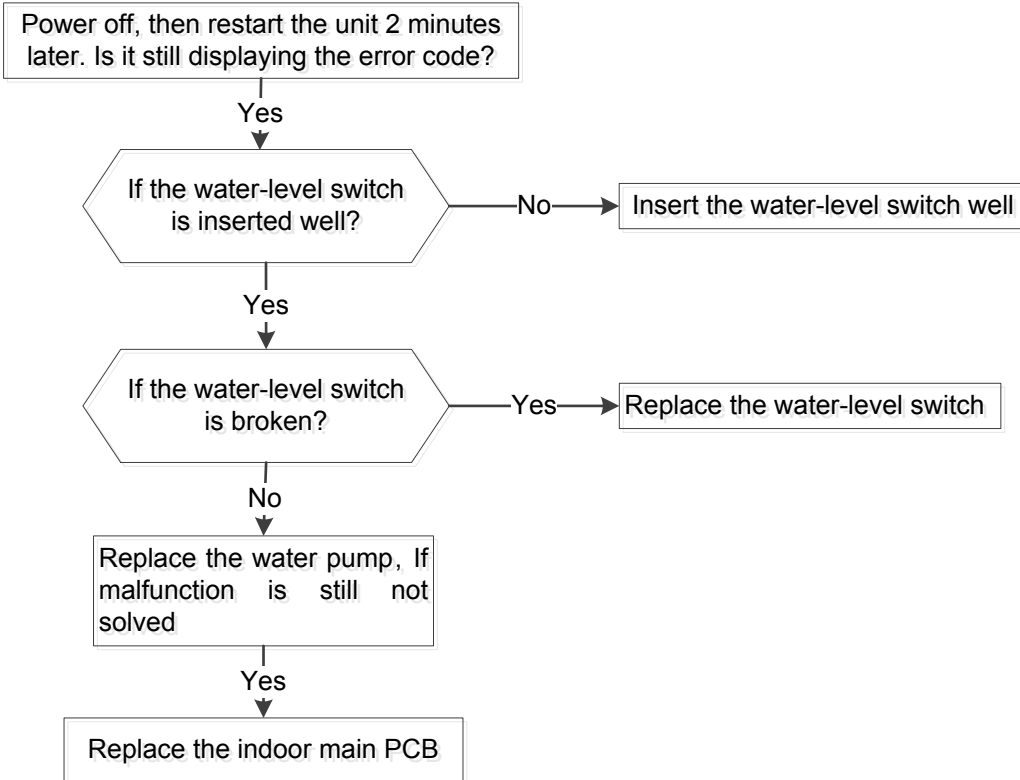 Power off, then restart the unit 2 minutes
later. Is it still displaying the error code?
Yes
If the water-level switch
is inserted well?
No
Insert the water-level switch well
Yes
If the water-level switch
is broken?
Yes
Replace the water-level switch
No
Replace the water pump, If
malfunction is still not
solved
Yes
Replace the indoor main PCB